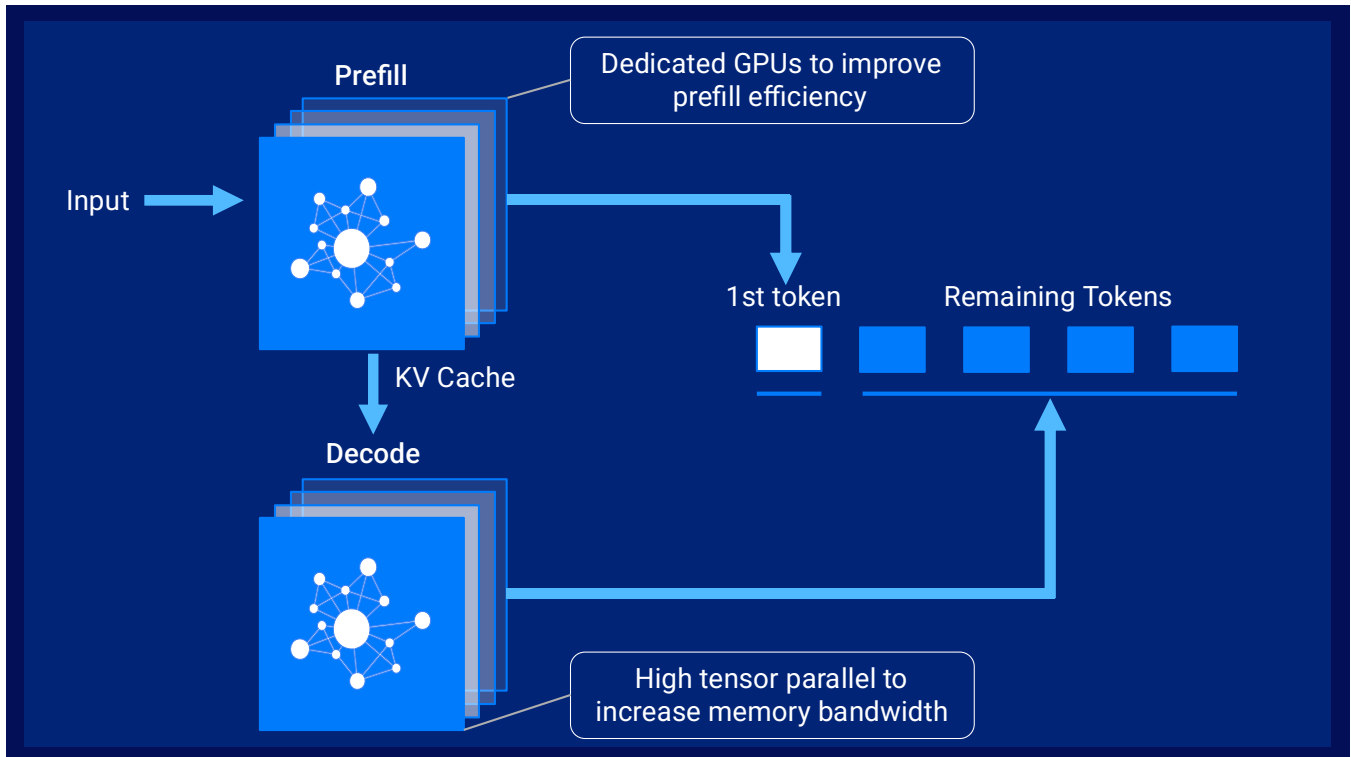 Prefill
Dedicated GPUs to improve
prefill efficiency
Input
1st token
Remaining Tokens
KV Cache
Decode
High tensor parallel to
increase memory bandwidth